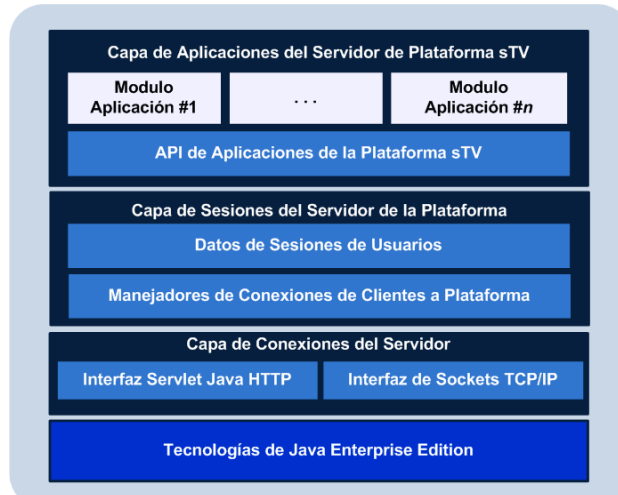 Capa de Aplicaciones del Servidor de Plataforma sTV
Modulo
Aplicación #1
. . .
Modulo
Aplicación #n
API de Aplicaciones de la Plataforma sTV
Capa de Sesiones del Servidor de la Plataforma
Datos de Sesiones de Usuarios
Manejadores de Conexiones de Clientes a Plataforma
Capa de Conexiones del Servidor
Interfaz Servlet Java HTTP
Interfaz de Sockets TCP/IP
Tecnologías de Java Enterprise Edition